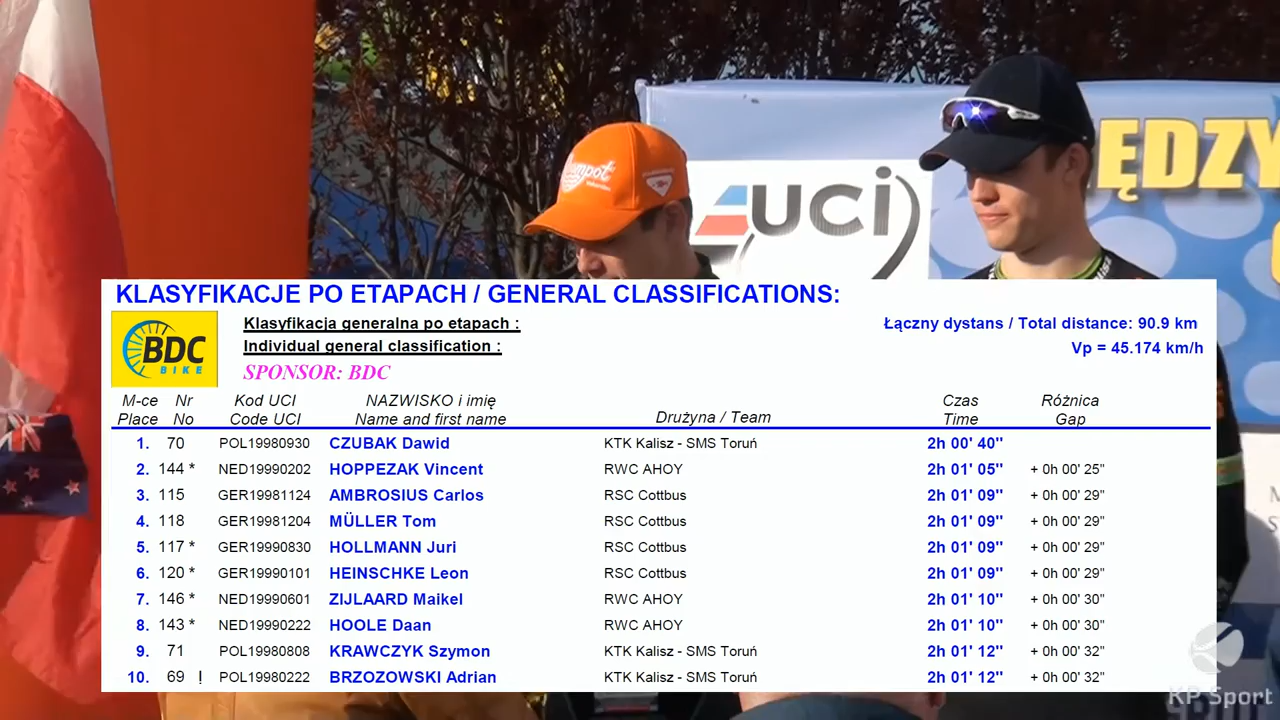 UCI
ĘDZY
KLASYFIKACJE PO ETAPACH / GENERAL CLASSIFICATIONS:
BDC
BIKE
Klasyfikacja generalna po etapach :
Individual general classification :
SPONSOR: BDC
Łączny dystans / Total distance: 90.9 km
Vp = 45.174 km/h
M-ce Nr Kod UCI NAZWISKO i imię Czas Różnica
Place No Code UCI Name and first name Drużyna / Team Time Gap
1. 70 POL19980930 CZUBAK Dawid KTK Kalisz - SMS Toruń 2h 00' 40"
2. 144 * NED19990202 HOPPEZAK Vincent RWC AHOY 2h 01' 05" + 0h 00' 25"
3. 115 GER19981124 AMBROSIUS Carlos RSC Cottbus 2h 01' 09" + 0h 00' 29"
4. 118 GER19981204 MÜLLER Tom RSC Cottbus 2h 01' 09" + 0h 00' 29"
5. 117 * GER19990830 HOLLMANN Juri RSC Cottbus 2h 01' 09" + 0h 00' 29"
6. 120 * GER19990101 HEINSCHKE Leon RSC Cottbus 2h 01' 09" + 0h 00' 29"
7. 146 * NED19990601 ZIJLAARD Maikel RWC AHOY 2h 01' 10" + 0h 00' 30"
8. 143 * NED19990222 HOOLE Daan RWC AHOY 2h 01' 10" + 0h 00' 30"
9. 71 POL19980808 KRAWCZYK Szymon KTK Kalisz - SMS Toruń 2h 01' 12" + 0h 00' 32"
10. 69 ! POL19980222 BRZOZOWSKI Adrian KTK Kalisz - SMS Toruń 2h 01' 12" + 0h 00' 32"
KP Sport